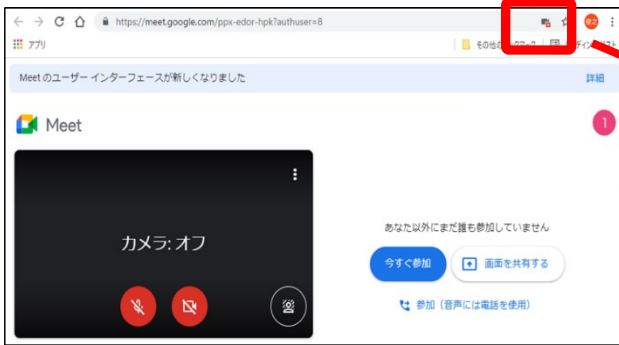 https://meet.google.com/ppx-edor-hpk?authuser=8
アプリ
その他の
Meet のユーザー インターフェースが新しくなりました
詳細
Meet
1
カメラ: オフ
あなた以外にまだ誰も参加していません
今すぐ参加
画面を共有する
参加（音声には電話を使用）